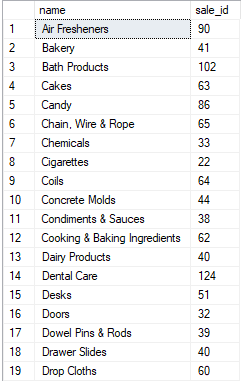 name sale_id
1 Air Fresheners 90
2 Bakery 41
3 Bath Products 102
4 Cakes 63
5 Candy 86
6 Chain, Wire & Rope 65
7 Chemicals 33
8 Cigarettes 22
9 Coils 64
10 Concrete Molds 44
11 Condiments & Sauces 38
12 Cooking & Baking Ingredients 62
13 Dairy Products 40
14 Dental Care 124
15 Desks 51
16 Doors 32
17 Dowel Pins & Rods 39
18 Drawer Slides 40
19 Drop Cloths 60